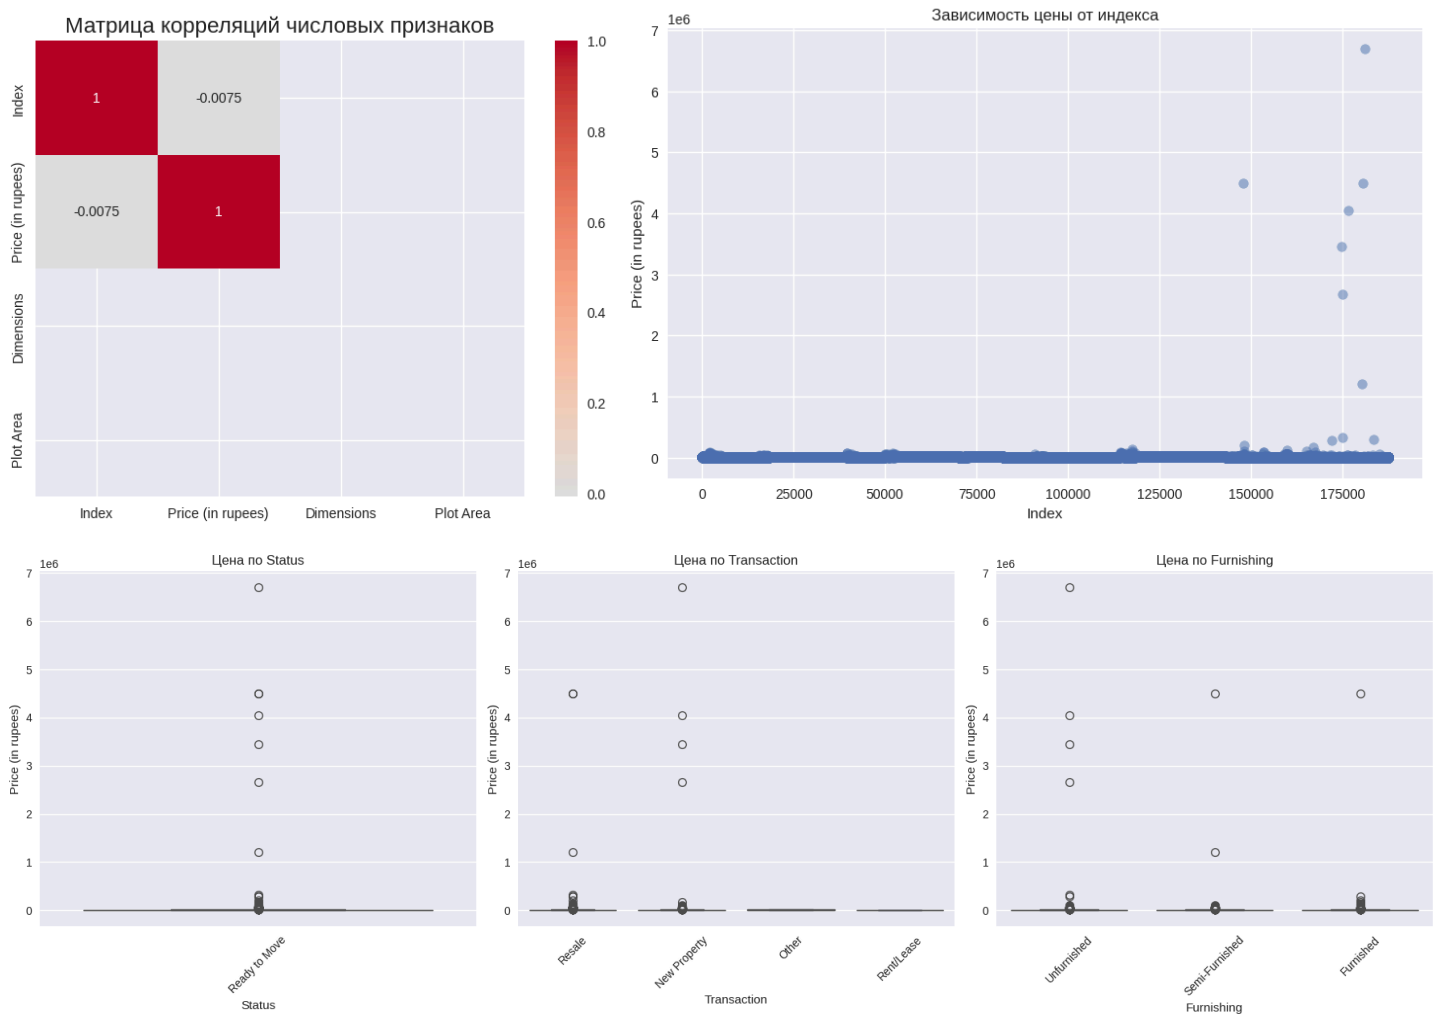 Матрица корреляций числовых признаков
Index
Price (in rupees)
Dimensions
Plot Area
1
-0.0075
-0.0075
1
Index
Price (in rupees)
Dimensions
Plot Area
1.0
0.8
0.6
0.4
0.2
0.0
Зависимость цены от индекса
1e6
7
6
5
4
3
2
1
0
Price (in rupees)
0
25000
50000
75000
100000
125000
150000
175000
Index
Цена по Status
1e6
7
6
5
4
3
2
1
0
Price (in rupees)
Ready to Move
Status
Цена по Transaction
1e6
7
6
5
4
3
2
1
0
Price (in rupees)
Resale
New Property
Other
Rent/Lease
Transaction
Цена по Furnishing
1e6
7
6
5
4
3
2
1
0
Price (in rupees)
Unfurnished
Semi-Furnished
Furnished
Furnishing